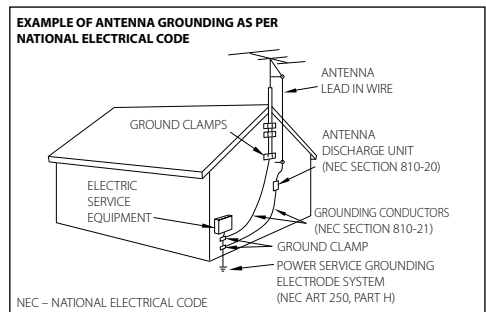 EXAMPLE OF ANTENNA GROUNDING AS PER
NATIONAL ELECTRICAL CODE
ANTENNA
LEAD IN WIRE
GROUND CLAMPS
ANTENNA
DISCHARGE UNIT
(NEC SECTION 810-20)
ELECTRIC
SERVICE
EQUIPMENT
GROUNDING CONDUCTORS
(NEC SECTION 810-21)
GROUND CLAMP
POWER SERVICE GROUNDING
ELECTRODE SYSTEM
(NEC ART 250, PART H)
NEC – NATIONAL ELECTRICAL CODE